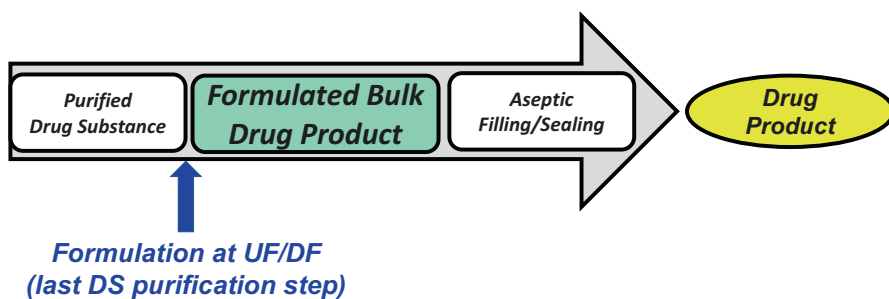 Purified
Drug Substance
Formulated Bulk
Drug Product
Aseptic
Filling/Sealing
Drug
Product
Formulation at UF/DF
(last DS purification step)